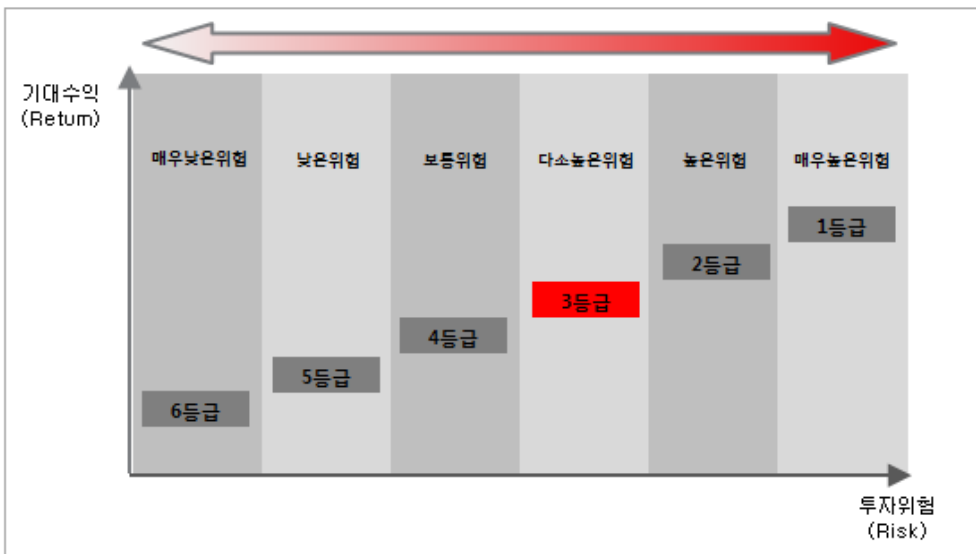 기대수익
(Return)
매우낮은위험 낮은위험 보통위험 다소높은위험 높은위험 매우높은위험
1등급
2등급
3등급
4등급
5등급
6등급
투자위험
(Risk)